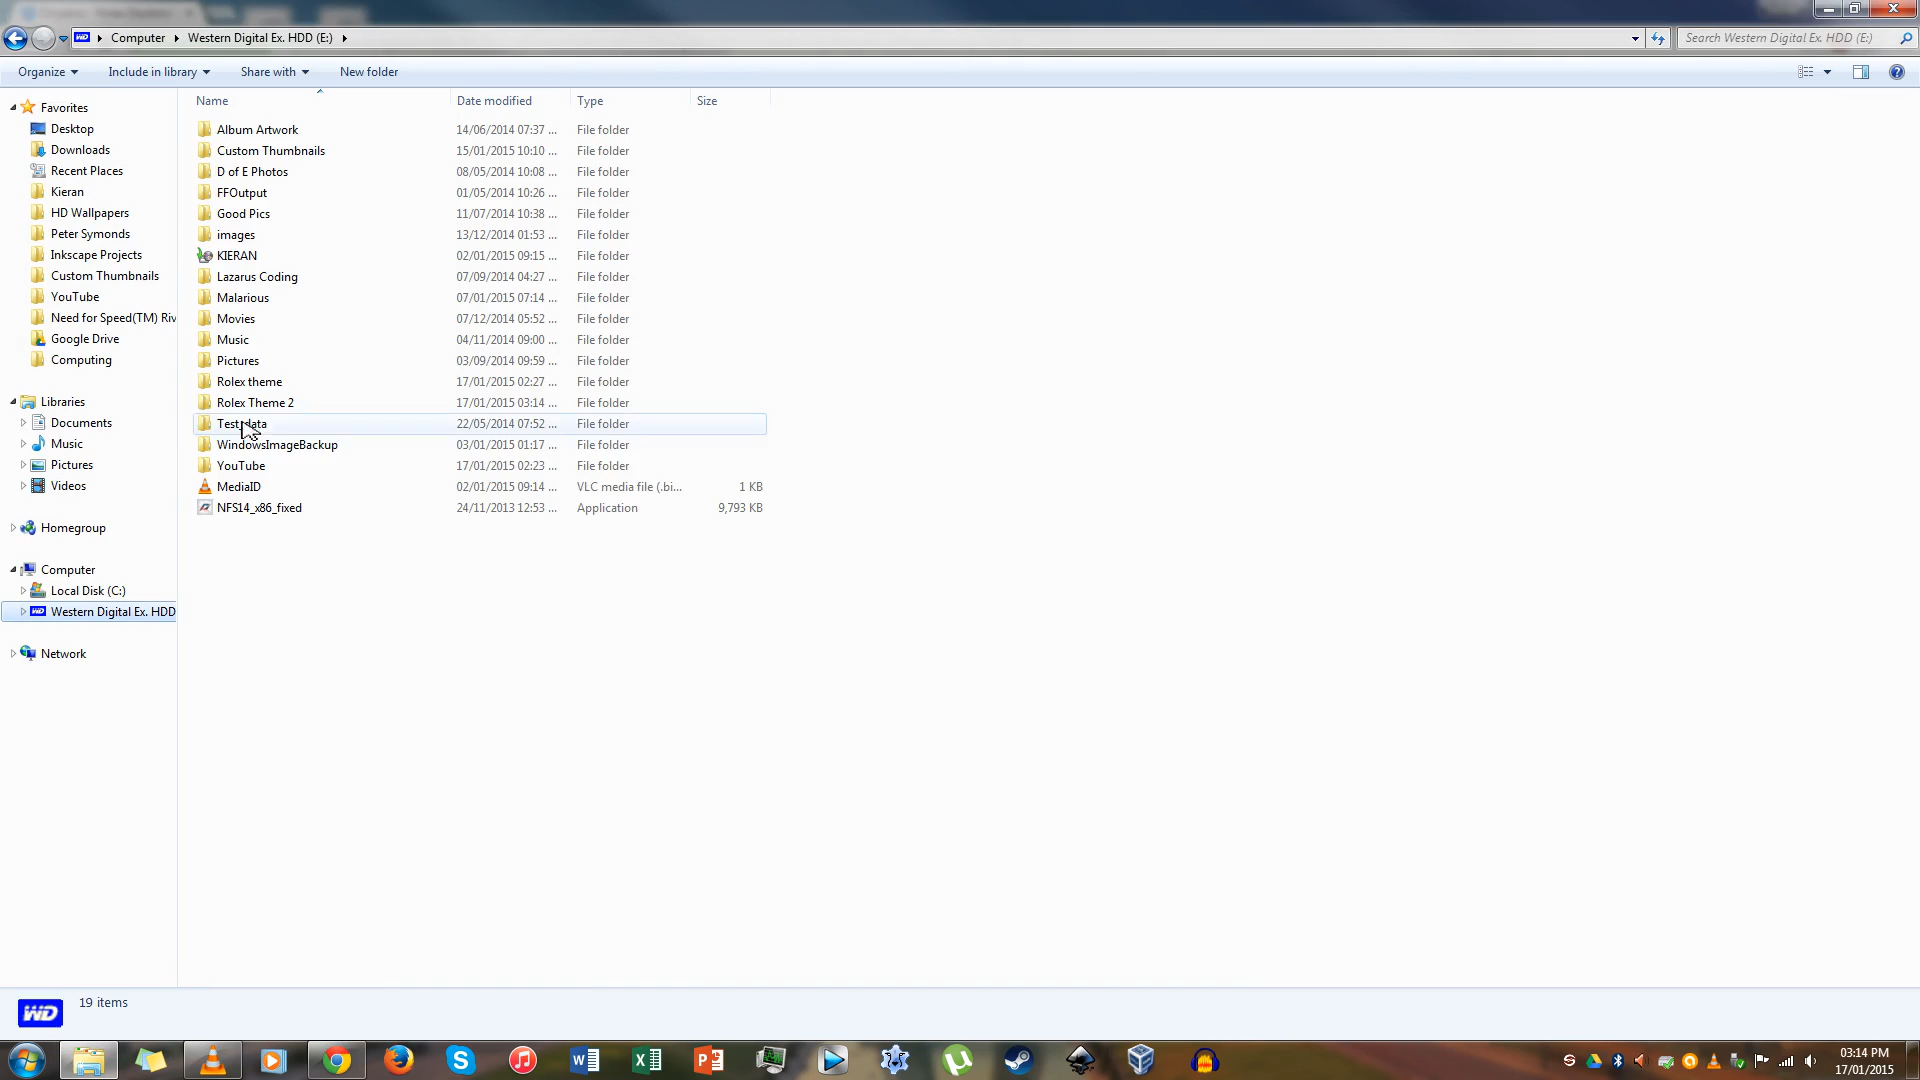 Computer ▸ Western Digital Ex. HDD (E:) ▸
Search Western Digital Ex. HDD (E:)
Organize Include in library Share with New folder
Name Date modified Type Size
Favorites
Desktop
Downloads
Recent Places
Kieran
HD Wallpapers
Peter Symonds
Inkscape Projects
Custom Thumbnails
YouTube
Need for Speed(TM) Riv
Google Drive
Computing
Libraries
Documents
Music
Pictures
Videos
Homegroup
Computer
Local Disk (C:)
Western Digital Ex. HDD
Network
Album Artwork 14/06/2014 07:37 ... File folder
Custom Thumbnails 15/01/2015 10:10 ... File folder
D of E Photos 08/05/2014 10:08 ... File folder
FFOutput 01/05/2014 10:26 ... File folder
Good Pics 11/07/2014 10:38 ... File folder
images 13/12/2014 01:53 ... File folder
KIERAN 02/01/2015 09:15 ... File folder
Lazarus Coding 07/09/2014 04:27 ... File folder
Malarious 07/01/2015 07:14 ... File folder
Movies 07/12/2014 05:52 ... File folder
Music 04/11/2014 09:00 ... File folder
Pictures 03/09/2014 09:59 ... File folder
Rolex theme 17/01/2015 02:27 ... File folder
Rolex Theme 2 17/01/2015 03:14 ... File folder
22/05/2014 07:52 ... File folder
WindowsImageBackup 03/01/2015 01:17 ... File folder
YouTube 17/01/2015 02:23 ... File folder
MediaID 02/01/2015 09:14 ... VLC media file (.bi... 1 KB
NFS14_x86_fixed 24/11/2013 12:53 ... Application 9,793 KB
WD
19 items
03:14 PM
17/01/2015